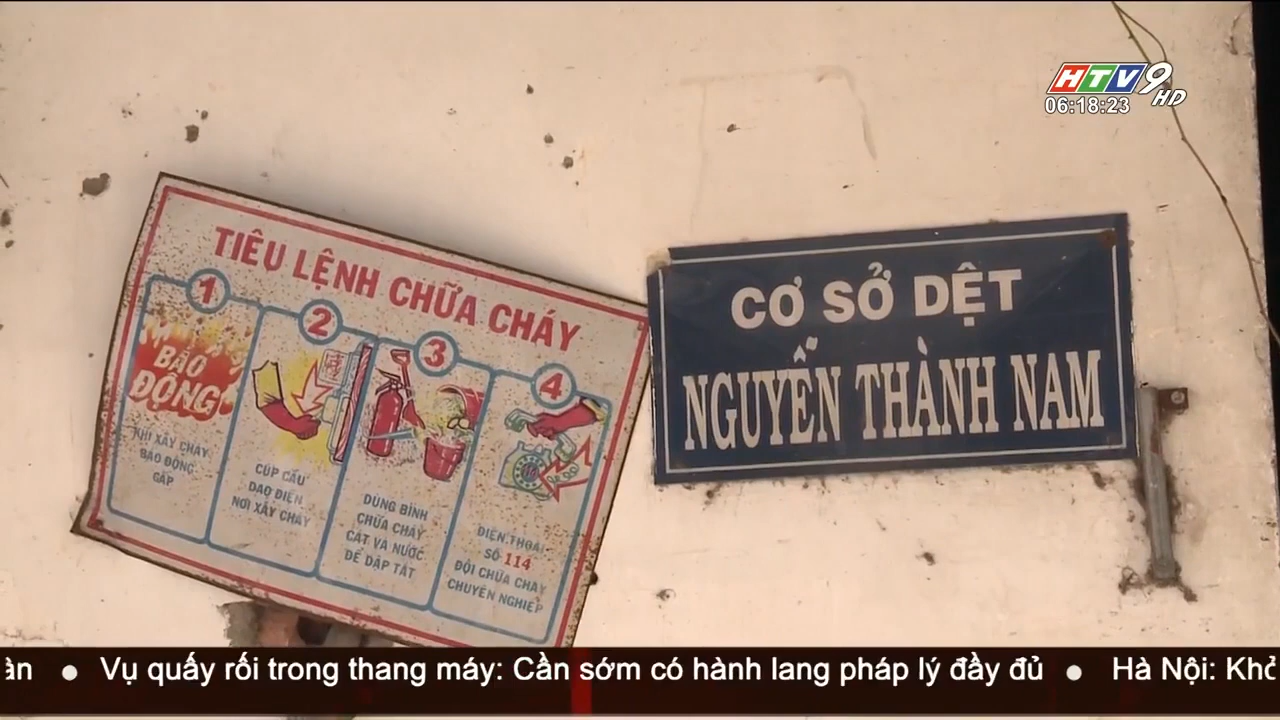 HTV9 HD
06:18:23
TIÊU LỆNH CHỮA CHÁY
1
BÁO
ĐỘNG
KHI XẢY CHÁY
BÁO ĐỘNG
GẤP
2
CÚP CẦU
DAO ĐIỆN
NƠI XẢY CHÁY
3
DÙNG BÌNH
CHỮA CHÁY
CÁT VÀ NƯỚC
ĐỂ DẬP TẮT
4
ĐIỆN THOẠI
SỐ 114
ĐỘI CHỮA CHÁY
CHUYÊN NGHIỆP
CƠ SỞ DỆT
NGUYỄN THÀNH NAM
ân ● Vụ quấy rối trong thang máy: Cần sớm có hành lang pháp lý đầy đủ ● Hà Nội: Khở